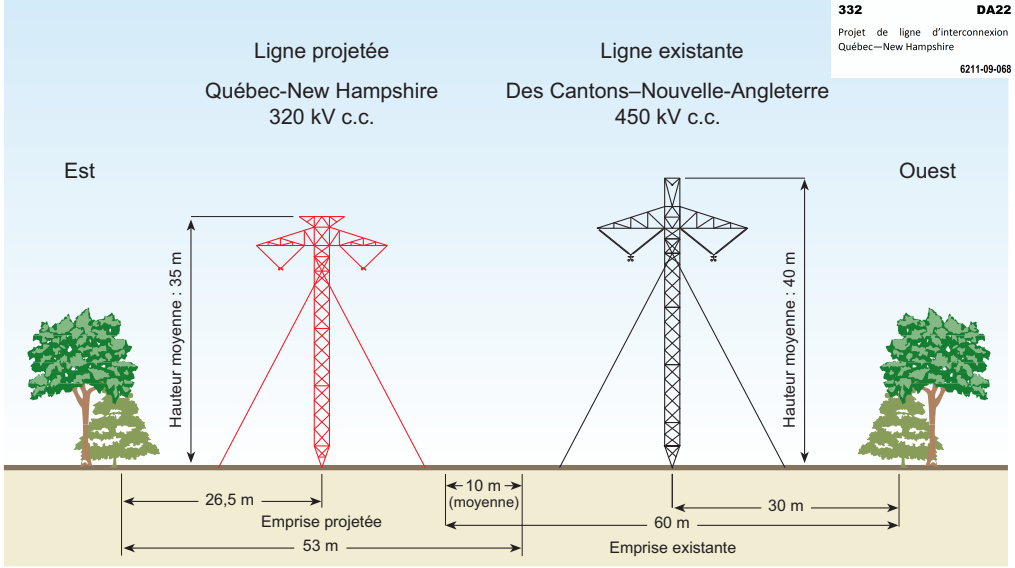 332 DA22
Projet de ligne d'interconnexion
Québec—New Hampshire
6211-09-068
Ligne projetée
Québec-New Hampshire
320 kV c.c.
Ligne existante
Des Cantons–Nouvelle-Angleterre
450 kV c.c.
Est
Ouest
Hauteur moyenne : 35 m
Hauteur moyenne : 40 m
26,5 m
Emprise projetée
53 m
10 m
(moyenne)
30 m
60 m
Emprise existante